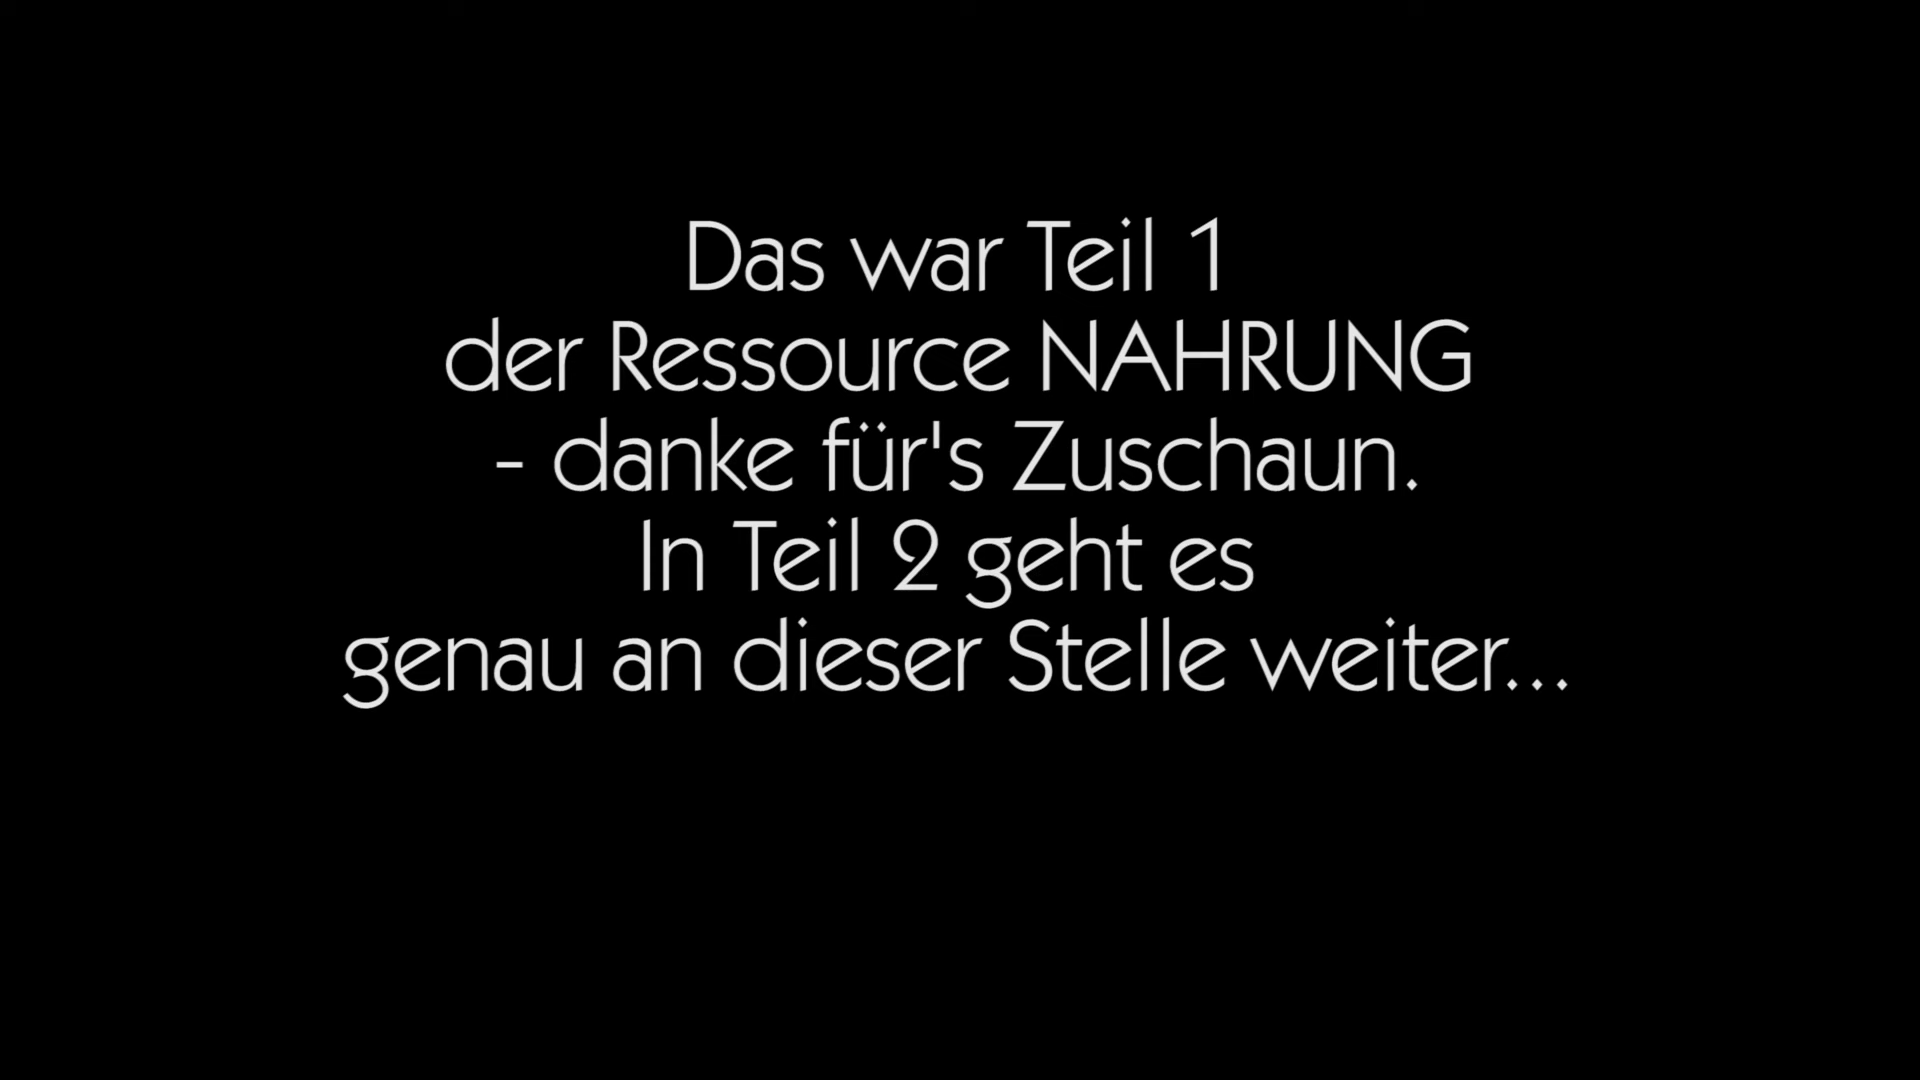 Das war Teil 1
der Ressource NAHRUNG
- danke für's Zuschaun.
In Teil 2 geht es
genau an dieser Stelle weiter...